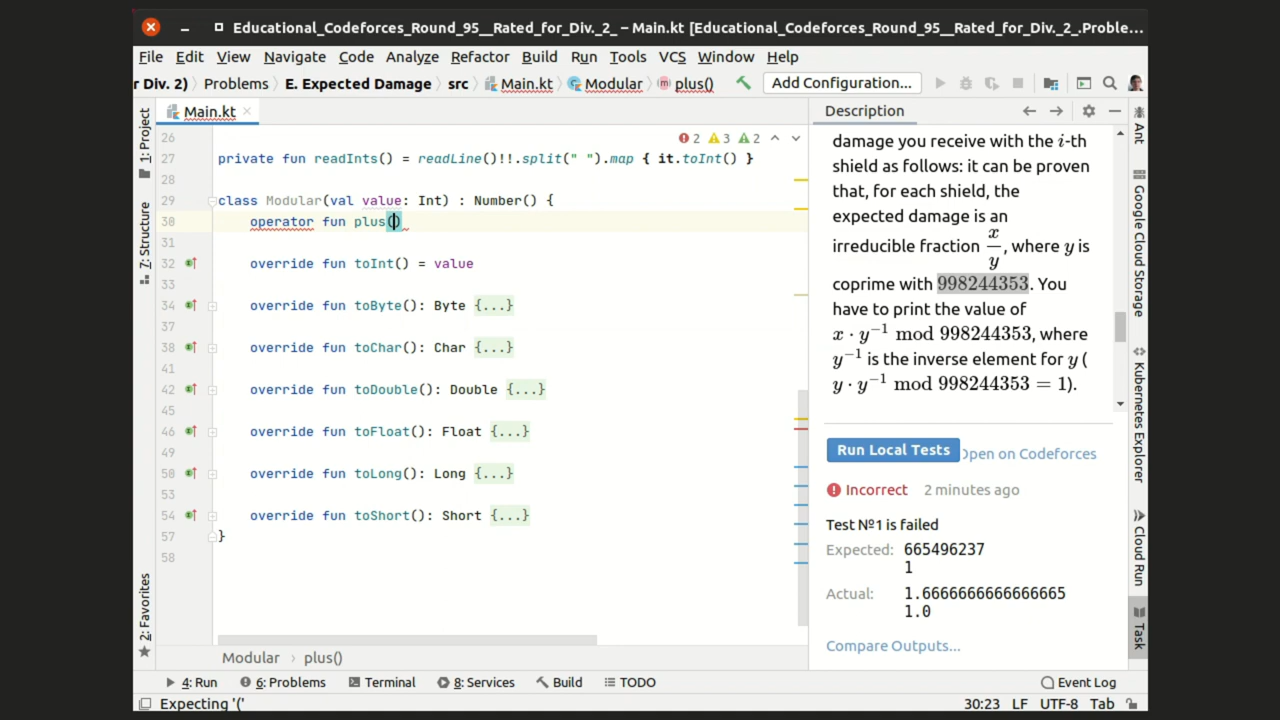 Educational_Codeforces_Round_95__Rated_for_Div._2_ – Main.kt [Educational_Codeforces_Round_95__Rated_for_Div._2_.Proble...
File Edit View Navigate Code Analyze Refactor Build Run Tools VCS Window Help
r Div. 2) Problems E. Expected Damage src Main.kt Modular plus() Add Configuration...
1: Project
7: Structure
2: Favorites
Main.kt
2 3 2
26
27 private fun readInts() = readLine()!!.split(" ").map { it.toInt() }
28
29 class Modular(val value: Int) : Number() {
30 operator fun plus()
31
32 override fun toInt() = value
33
34 override fun toByte(): Byte {...}
37
38 override fun toChar(): Char {...}
41
42 override fun toDouble(): Double {...}
45
46 override fun toFloat(): Float {...}
49
50 override fun toLong(): Long {...}
53
54 override fun toShort(): Short {...}
57 }
58
Modular › plus()
Description
damage you receive with the i-th
shield as follows: it can be proven
that, for each shield, the
expected damage is an
irreducible fraction x/y, where y is
coprime with 998244353. You
have to print the value of
x · y⁻¹ mod 998244353, where
y⁻¹ is the inverse element for y (
y · y⁻¹ mod 998244353 = 1).
Run Local Tests Open on Codeforces
Incorrect 2 minutes ago
Test №1 is failed
Expected: 665496237
1
Actual: 1.6666666666666665
1.0
Compare Outputs...
Ant
Google Cloud Storage
Kubernetes Explorer
Cloud Run
Task
4: Run 6: Problems Terminal 8: Services Build TODO Event Log
Expecting '(' 30:23 LF UTF-8 Tab